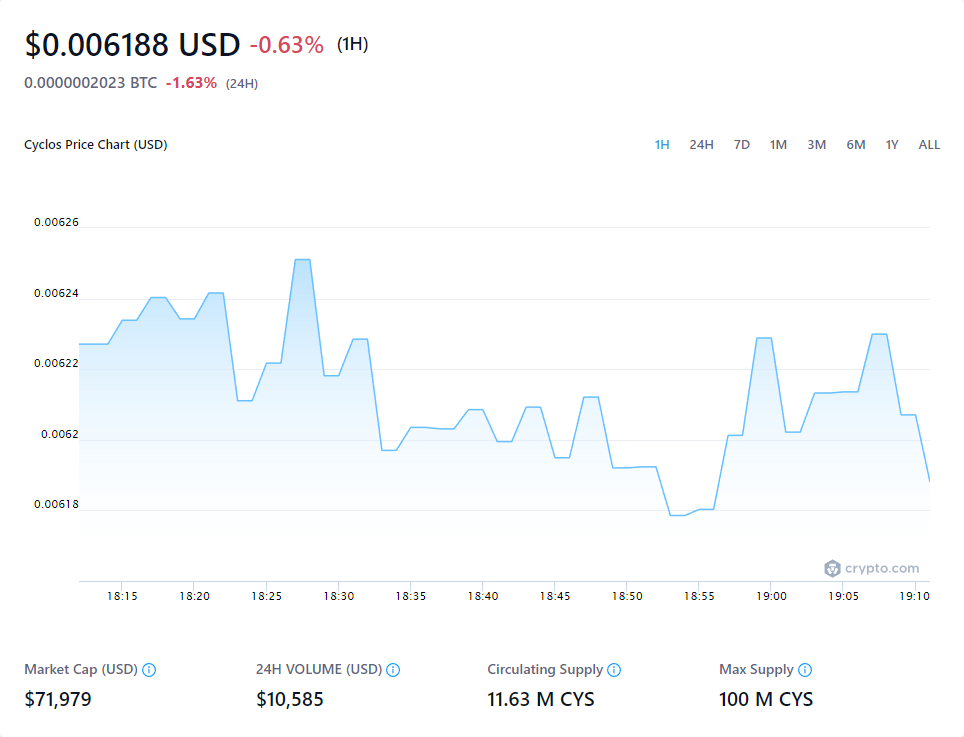 $0.006188 USD -0.63% (1H)
0.0000002023 BTC -1.63% (24H)
Cyclos Price Chart (USD)
1H 24H 7D 1M 3M 6M 1Y ALL
0.00626
0.00624
0.00622
0.0062
0.00618
crypto.com
18:15 18:20 18:25 18:30 18:35 18:40 18:45 18:50 18:55 19:00 19:05 19:10
Market Cap (USD) 24H VOLUME (USD) Circulating Supply Max Supply
$71,979 $10,585 11.63 M CYS 100 M CYS